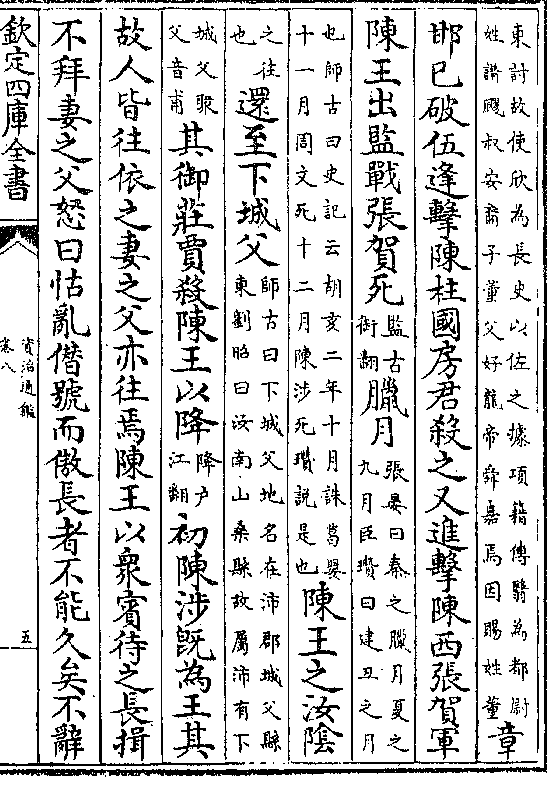 東討故使欣為長史以佐之據項籍傳翳為都尉
姓譜飂叔安裔子董父好龍帝舜嘉焉因賜姓董
章
邯已破伍逢擊陳柱國房君殺之又進擊陳西張賀軍
陳王出監戰張賀死
監古
銜翻
臘月
張晏曰秦之臘月夏之
九月臣瓚曰建丑之月
也師古曰史記云胡亥二年十月誅葛嬰
十一月周文死十二月陳涉死瓚說是也
陳王之汝陰
之往
也
還至下城父
師古曰下城父地名在沛郡城父縣
東劉昭曰汝南山桑縣故屬沛有下
城父聚
父音甫
其御莊賈殺陳王以降
降户
江翻
初陳涉既為王其
故人皆往依之妻之父亦往焉陳王以衆賓待之長揖
不拜妻之父怒曰怙亂僭號而傲長者不能久矣不辭
欽定四庫全書
資治通鑑
卷八
五